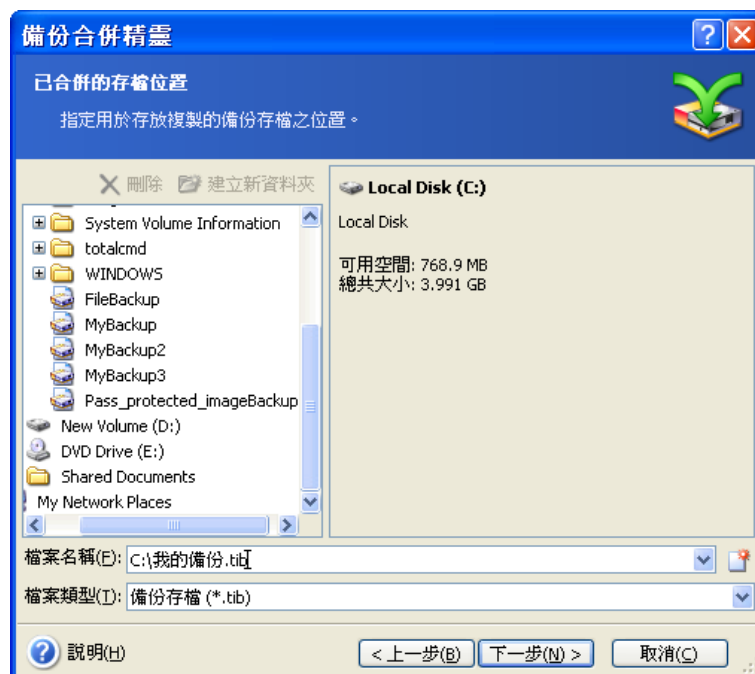 備份合併精靈
已合併的存檔位置
指定用於存放複製的備份存檔之位置。
刪除 建立新資料夾
System Volume Information
totalcmd
WINDOWS
FileBackup
MyBackup
MyBackup2
MyBackup3
Pass_protected_imageBackup
New Volume (D:)
DVD Drive (E:)
Shared Documents
My Network Places
Local Disk (C:)
Local Disk
可用空間: 768.9 MB
總共大小: 3.991 GB
檔案名稱(F): C:\我的備份.tib
檔案類型(T): 備份存檔 (*.tib)
說明(H)
< 上一步(B)
下一步(N) >
取消(C)